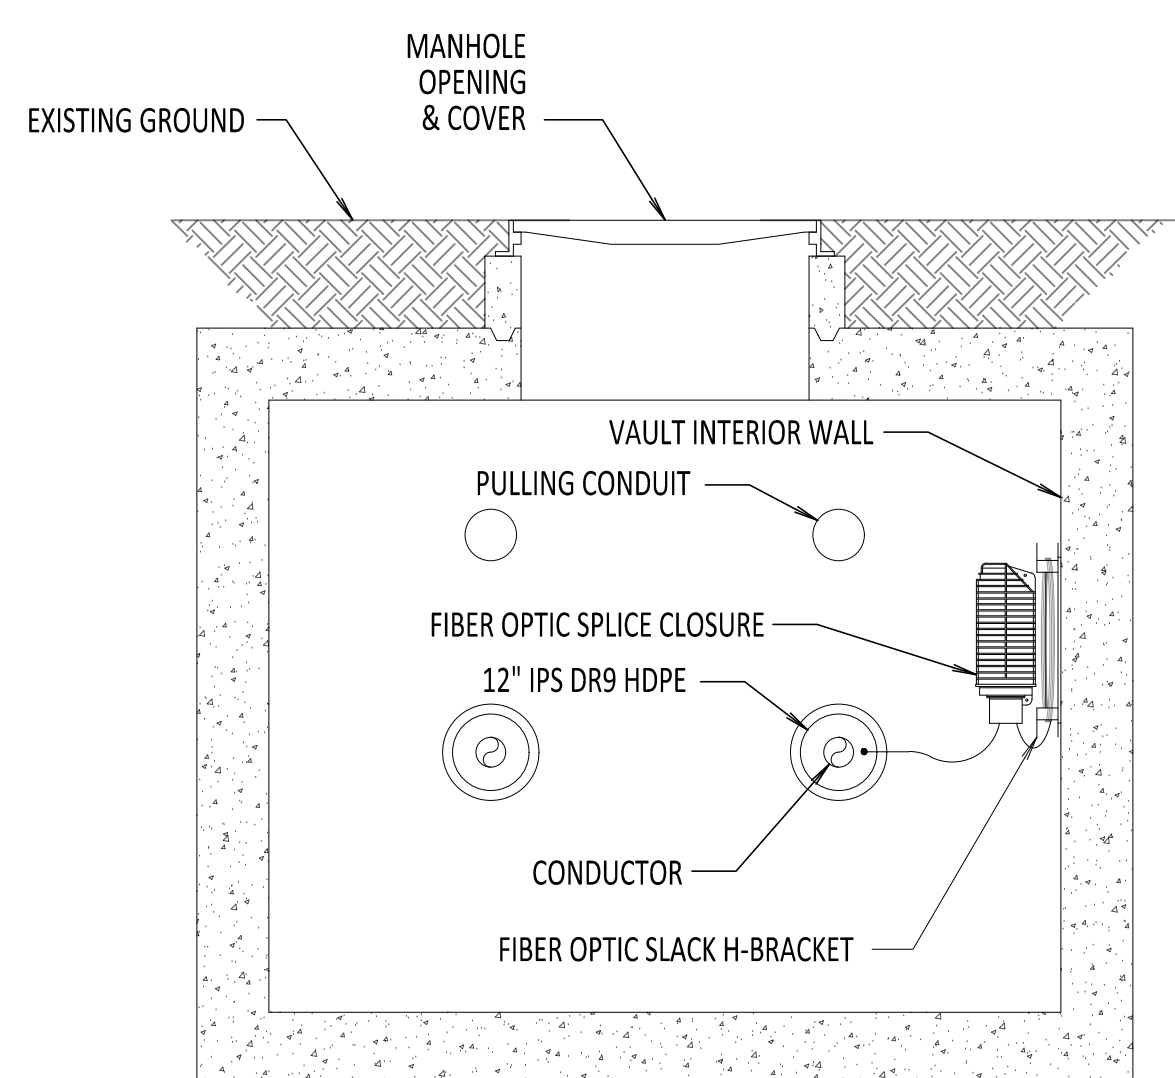 MANHOLE
OPENING
& COVER
EXISTING GROUND
VAULT INTERIOR WALL
PULLING CONDUIT
FIBER OPTIC SPLICE CLOSURE
12" IPS DR9 HDPE
CONDUCTOR
FIBER OPTIC SLACK H-BRACKET